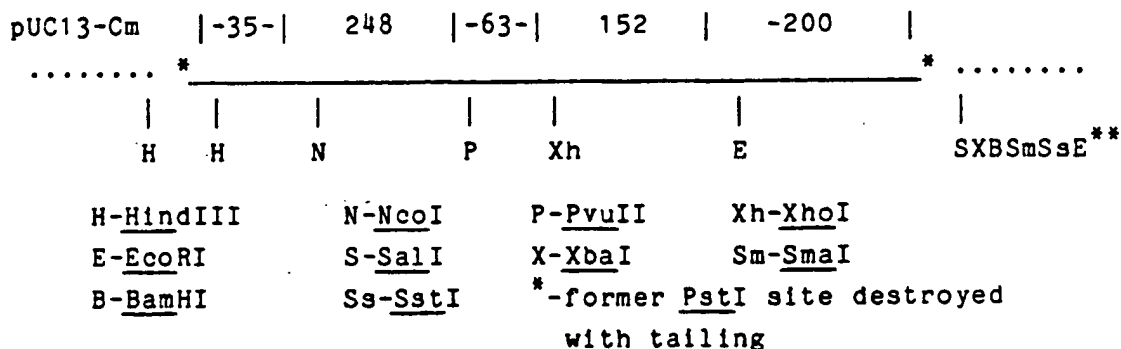 pUC13-Cm |-35-| 248 |-63-| 152 | -200 |
........ * * ........
| | | | | | |
H H N P Xh E SXBSmSsE**
H-HindIII N-NcoI P-PvuII Xh-XhoI
E-EcoRI S-SalI X-XbaI Sm-SmaI
B-BamHI Ss-SstI *-former PstI site destroyed
with tailing